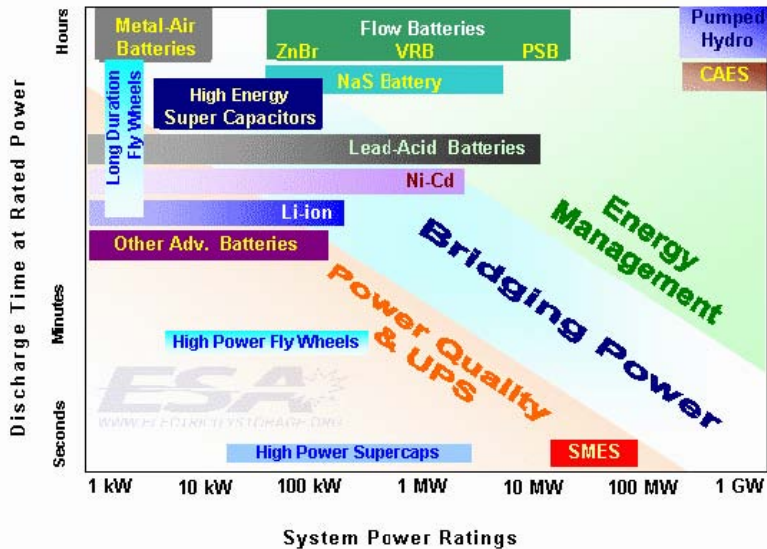 Hours
Minutes
Seconds
Discharge Time at Rated Power
Metal-Air
Batteries
Flow Batteries
ZnBr VRB PSB
Pumped
Hydro
CAES
NaS Battery
Long Duration
Fly Wheels
High Energy
Super Capacitors
Lead-Acid Batteries
Ni-Cd
Li-ion
Other Adv. Batteries
Energy
Management
Bridging Power
Power Quality
& UPS
High Power Fly Wheels
ESA
WWW.ELECTRICITYSTORAGE.ORG
High Power Supercaps
SMES
1 kW 10 kW 100 kW 1 MW 10 MW 100 MW 1 GW
System Power Ratings